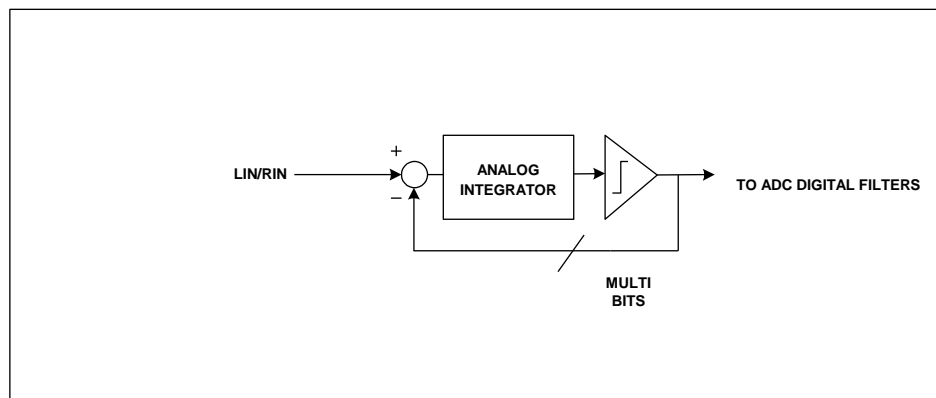 +
LIN/RIN
−
ANALOG
INTEGRATOR
TO ADC DIGITAL FILTERS
MULTI
BITS